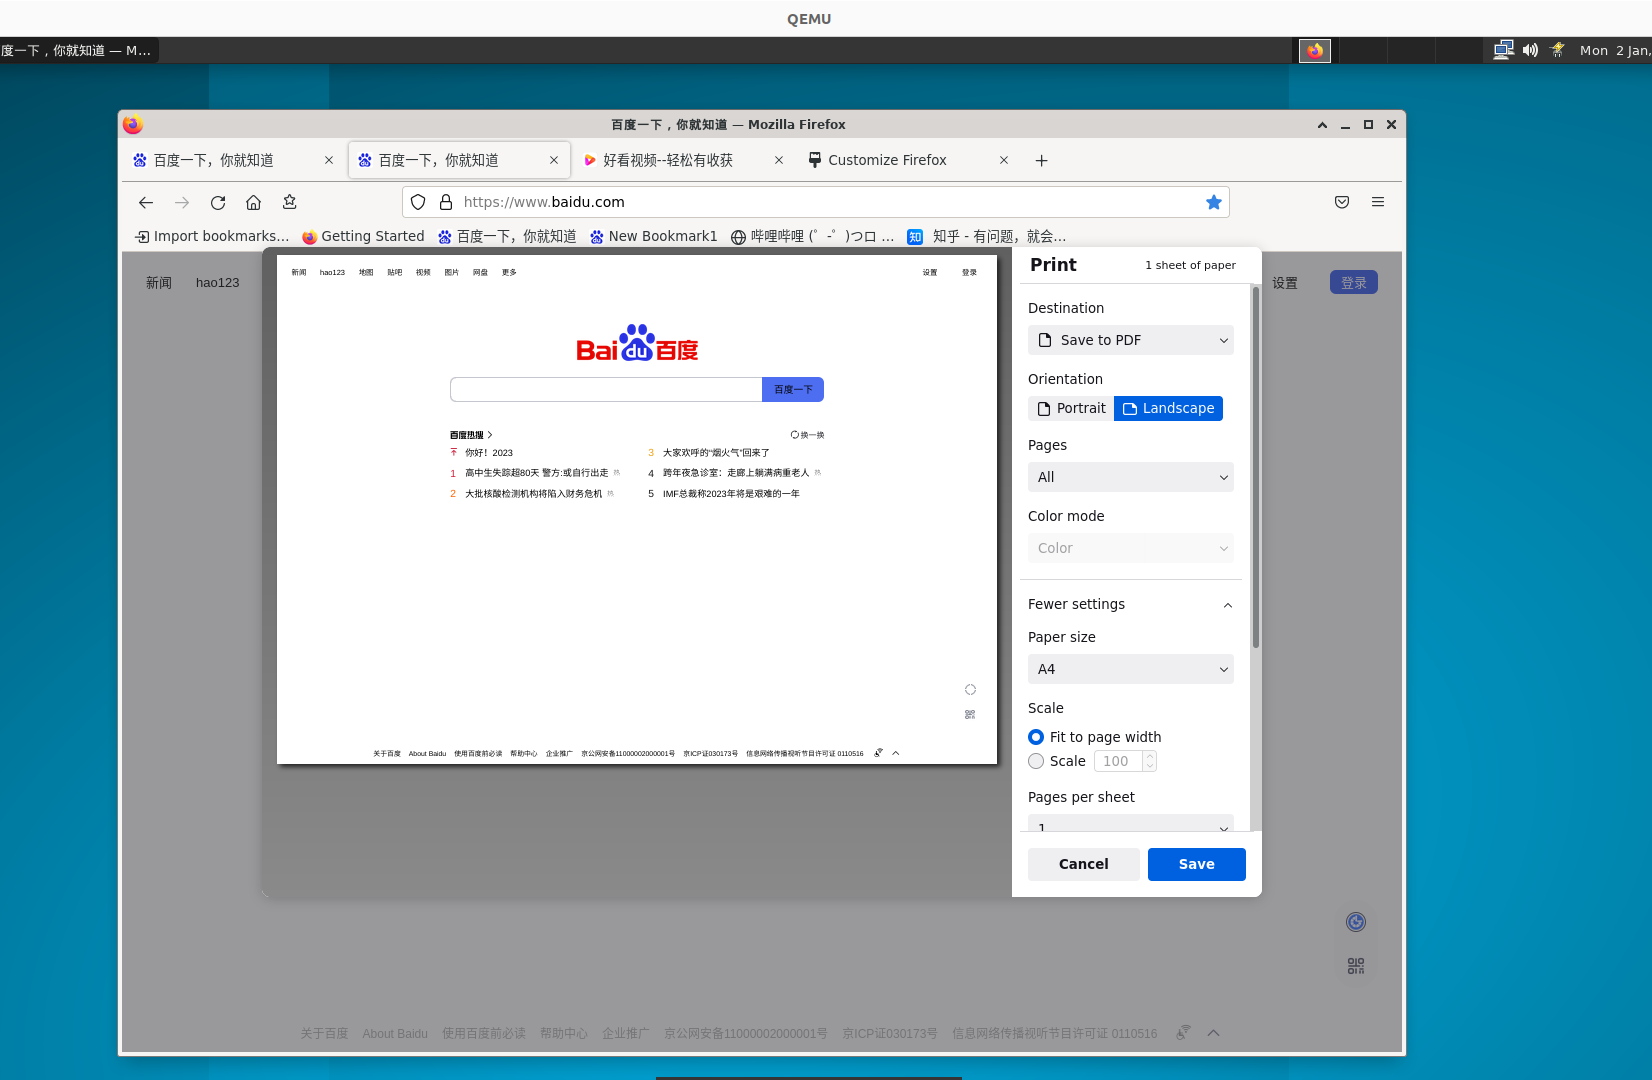 QEMU
度一下，你就知道 — M...
Mon 2 Jan,
百度一下，你就知道 — Mozilla Firefox
百度一下，你就知道
百度一下，你就知道
好看视频--轻松有收获
Customize Firefox
https://www.baidu.com
Import bookmarks...
Getting Started
百度一下，你就知道
New Bookmark1
哔哩哔哩 (゜-゜)つロ ...
知 知乎 - 有问题，就会...
新闻
hao123
设置
登录
新闻 hao123 地图 贴吧 视频 图片 网盘 更多 设置 登录
Bai du 百度
百度一下
百度热搜 换一换
你好！2023
3 大家欢呼的“烟火气”回来了
1 高中生失踪超80天 警方:或自行出走 热
4 跨年夜急诊室：走廊上躺满病重老人 热
2 大批核酸检测机构将陷入财务危机 热
5 IMF总裁称2023年将是艰难的一年
关于百度 About Baidu 使用百度前必读 帮助中心 企业推广 京公网安备11000002000001号 京ICP证030173号 信息网络传播视听节目许可证 0110516
Print
1 sheet of paper
Destination
Save to PDF
Orientation
Portrait
Landscape
Pages
All
Color mode
Color
Fewer settings
Paper size
A4
Scale
Fit to page width
Scale 100
Pages per sheet
1
Cancel
Save
关于百度 About Baidu 使用百度前必读 帮助中心 企业推广 京公网安备11000002000001号 京ICP证030173号 信息网络传播视听节目许可证 0110516